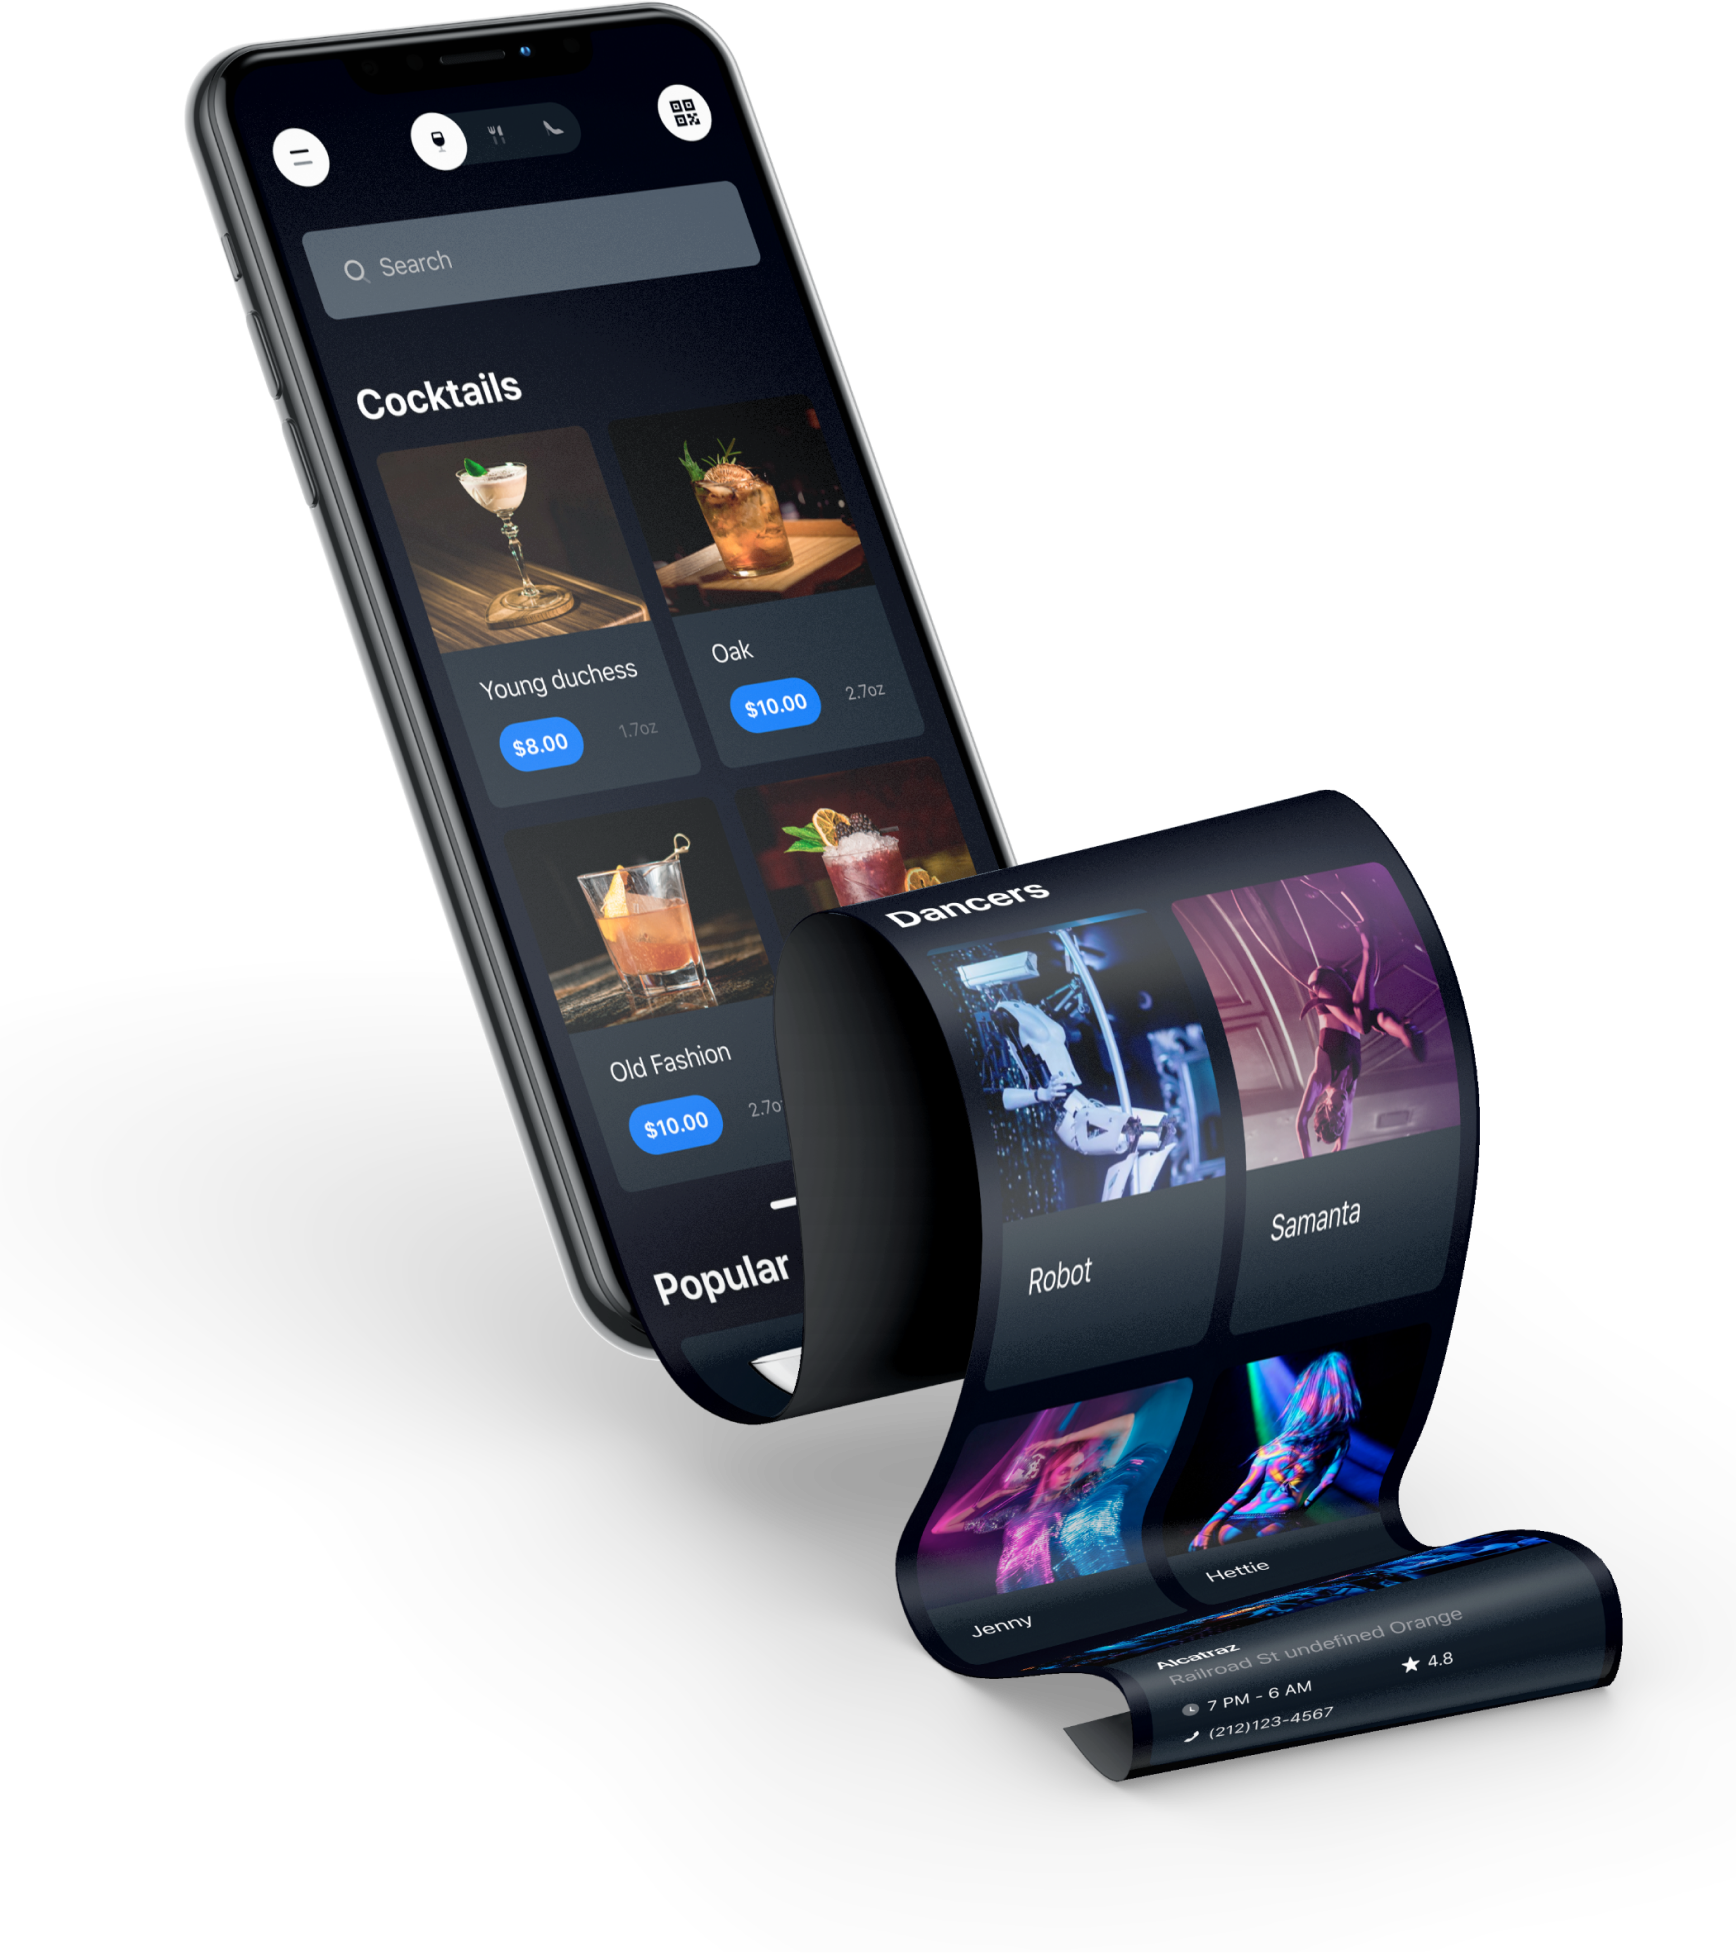 Search
Cocktails
Young duchess
$8.00 1.7oz
Oak
$10.00 2.7oz
Old Fashion
$10.00
Popular
Dancers
Robot
Samanta
Jenny
Hettie
Alcatraz
Railroad St undefined Orange
7 PM - 6 AM
4.8
(212)123-4567